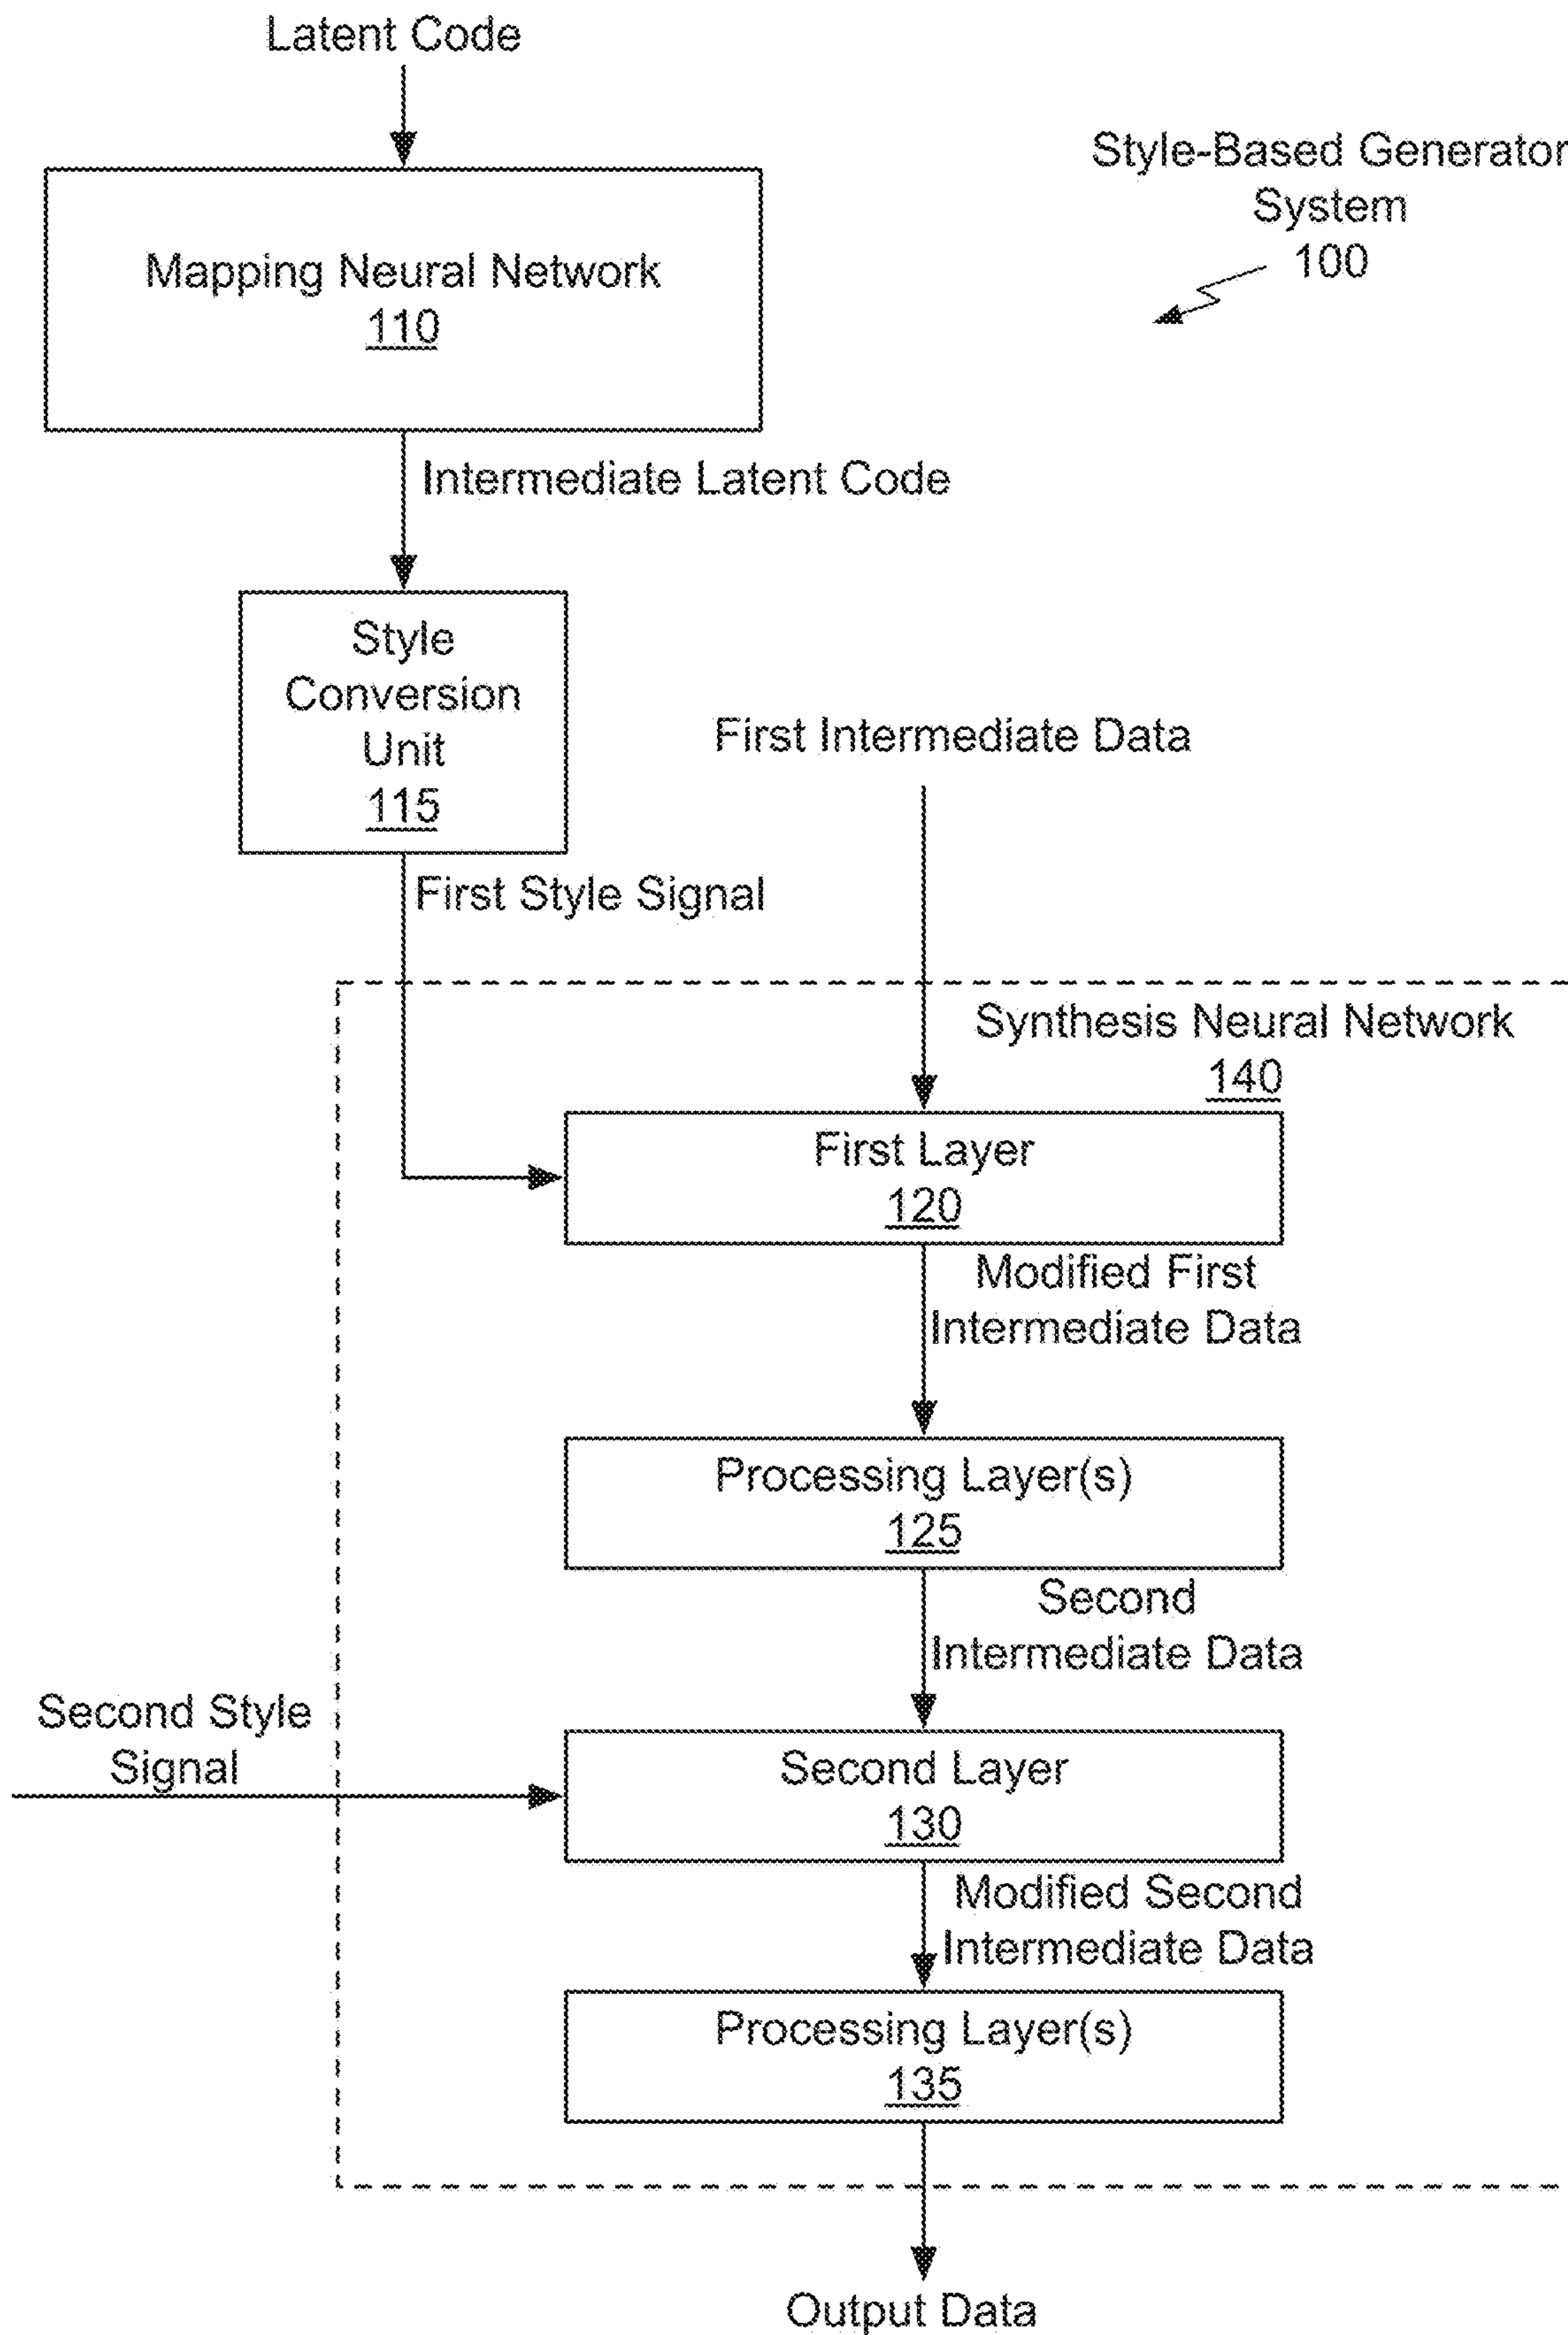 Latent Code
Style-Based Generator
System
100
Mapping Neural Network
110
Intermediate Latent Code
Style
Conversion
Unit
115
First Intermediate Data
First Style Signal
Synthesis Neural Network
140
First Layer
120
Modified First
Intermediate Data
Processing Layer(s)
125
Second
Intermediate Data
Second Style
Signal
Second Layer
130
Modified Second
Intermediate Data
Processing Layer(s)
135
Output Data